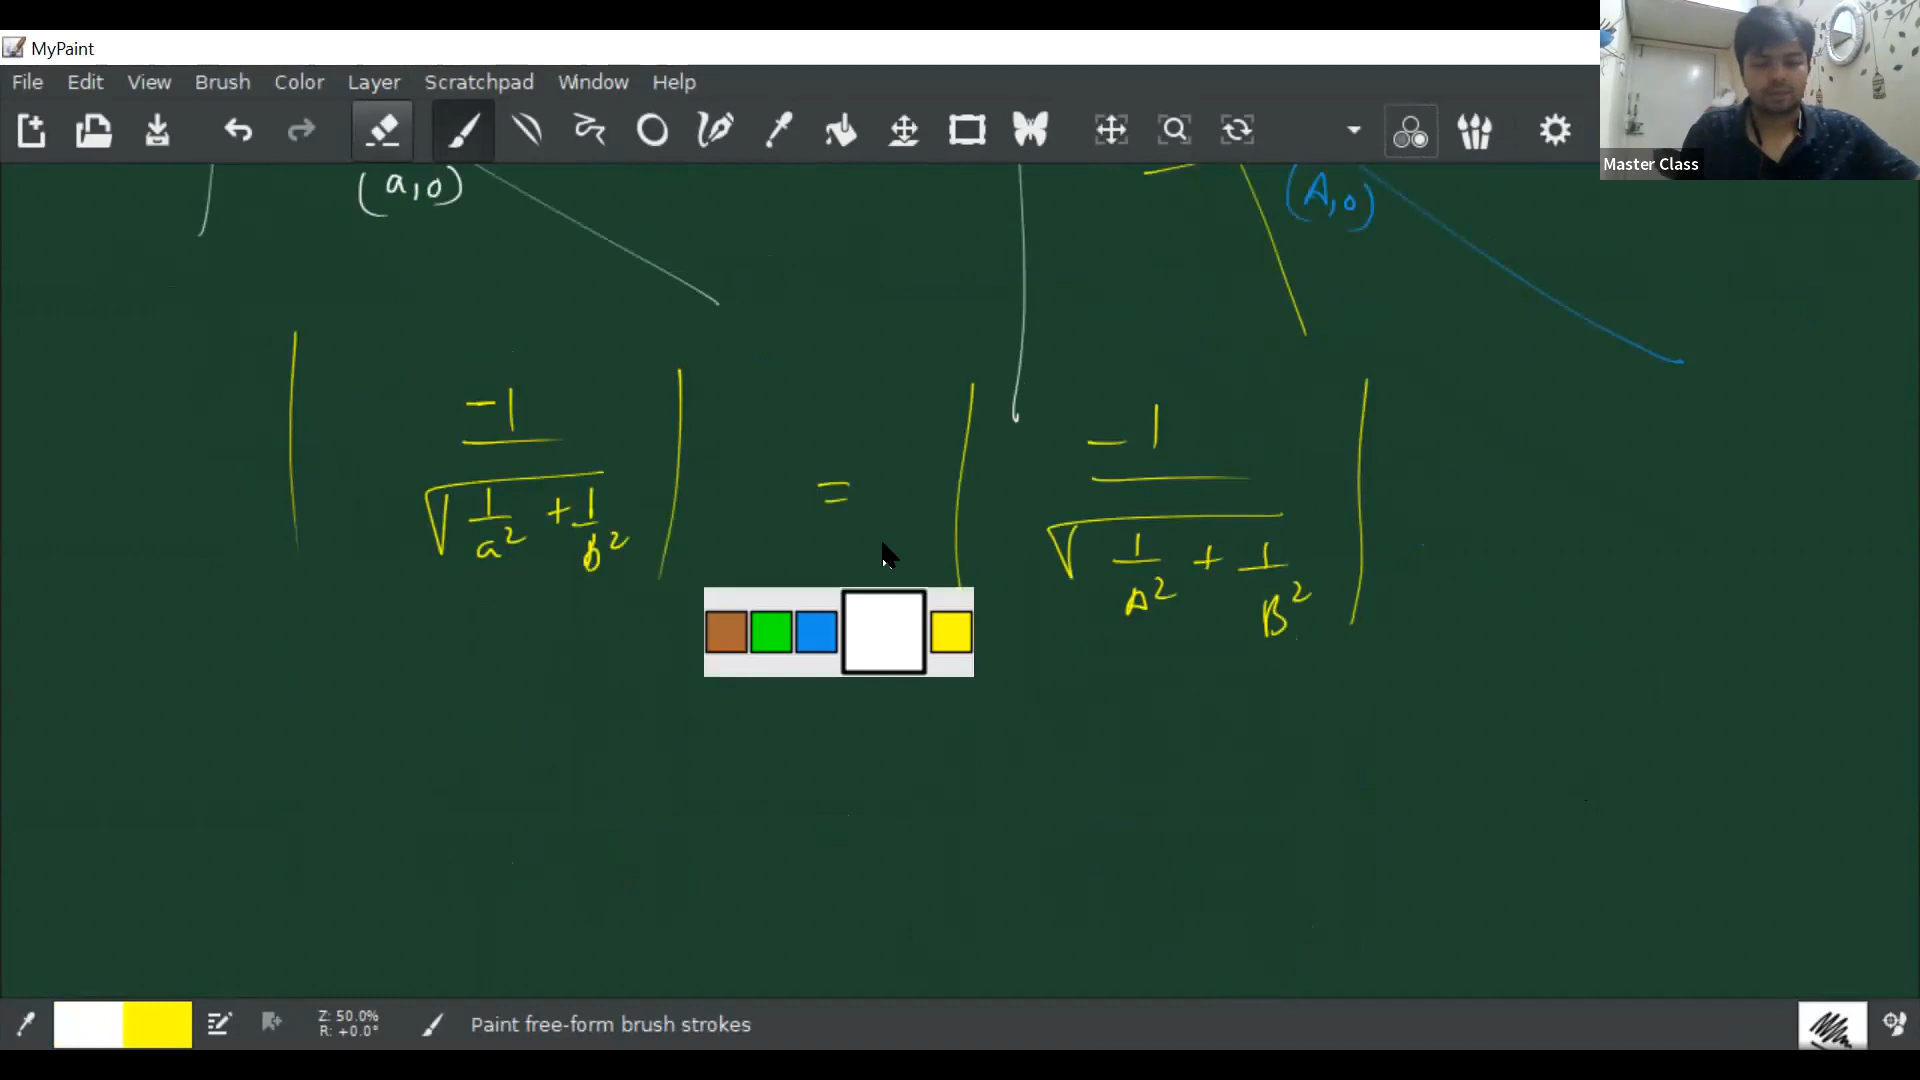 MyPaint
File Edit View Brush Color Layer Scratchpad Window Help
Master Class
(a,0)
(A,0)
| -1 / √(1/a² + 1/b²) | = | -1 / √(1/A² + 1/B²) |
Z: 50.0%
R: +0.0°
Paint free-form brush strokes